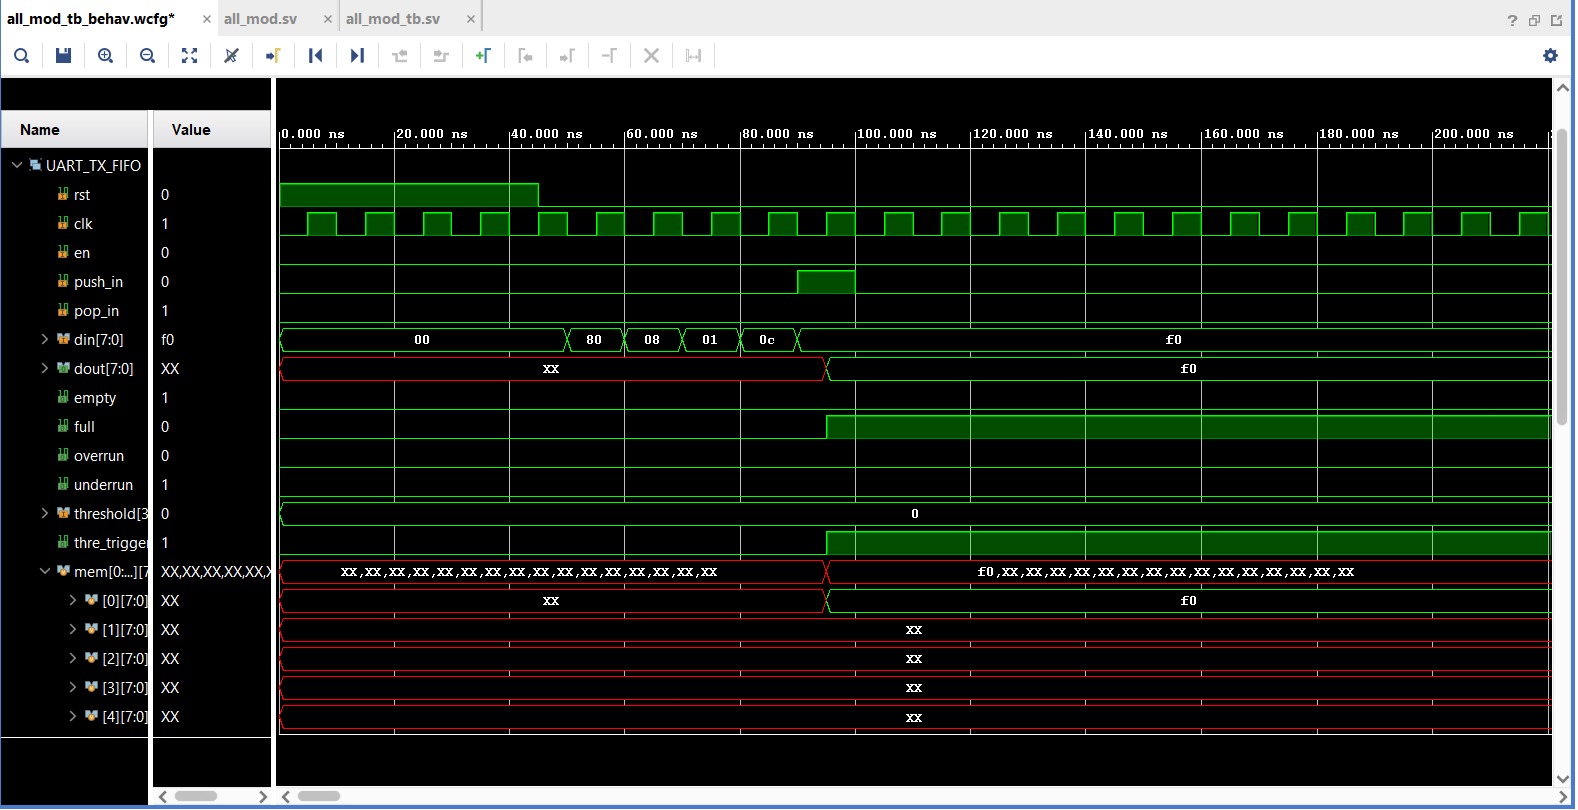 all_mod_tb_behav.wcfg* × all_mod.sv × all_mod_tb.sv ×
?
Name Value
0.000 ns 20.000 ns 40.000 ns 60.000 ns 80.000 ns 100.000 ns 120.000 ns 140.000 ns 160.000 ns 180.000 ns 200.000 ns
UART_TX_FIFO
rst 0
clk 1
en 0
push_in 0
pop_in 1
din[7:0] f0 00 80 08 01 0c f0
dout[7:0] XX XX f0
empty 1
full 0
overrun 0
underrun 1
threshold[3 0 0
thre_trigger 1
mem[0:...][7 XX,XX,XX,XX,XX,X XX,XX,XX,XX,XX,XX,XX,XX,XX,XX,XX,XX,XX,XX,XX,XX f0,XX,XX,XX,XX,XX,XX,XX,XX,XX,XX,XX,XX,XX,XX,XX
[0][7:0] XX XX f0
[1][7:0] XX XX
[2][7:0] XX XX
[3][7:0] XX XX
[4][7:0] XX XX